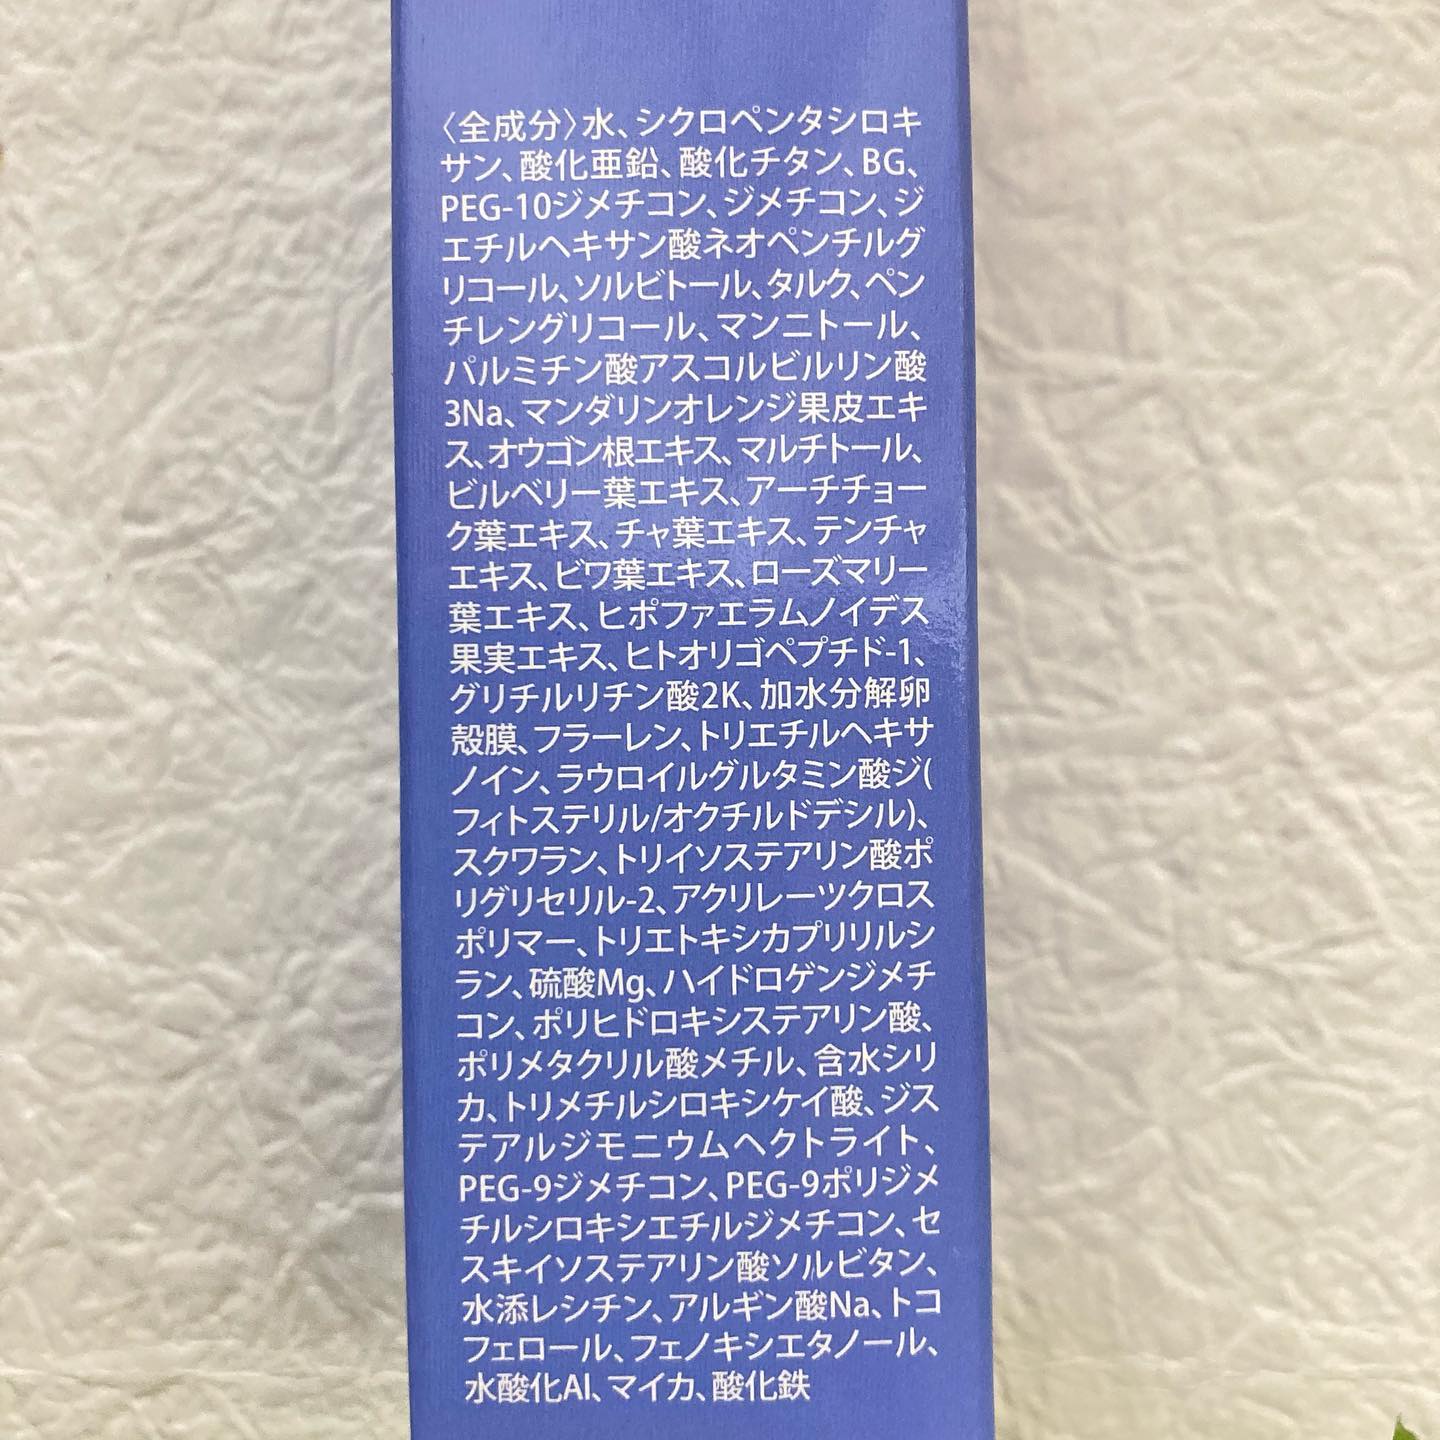 〈全成分〉水、シクロペンタシロキ
サン、酸化亜鉛、酸化チタン、BG、
PEG-10ジメチコン、ジメチコン、ジ
エチルヘキサン酸ネオペンチルグ
リコール、ソルビトール、タルク、ペン
チレングリコール、マンニトール、
パルミチン酸アスコルビルリン酸
3Na、マンダリンオレンジ果皮エキ
ス、オウゴン根エキス、マルチトール、
ビルベリー葉エキス、アーチチョー
ク葉エキス、チャ葉エキス、テンチャ
エキス、ビワ葉エキス、ローズマリー
葉エキス、ヒポファエラムノイデス
果実エキス、ヒトオリゴペプチド-1、
グリチルリチン酸2K、加水分解卵
殻膜、フラーレン、トリエチルヘキサ
ノイン、ラウロイルグルタミン酸ジ(
フィトステリル/オクチルドデシル)、
スクワラン、トリイソステアリン酸ポ
リグリセリル-2、アクリレーツクロス
ポリマー、トリエトキシカプリリルシ
ラン、硫酸Mg、ハイドロゲンジメチ
コン、ポリヒドロキシステアリン酸、
ポリメタクリル酸メチル、含水シリ
カ、トリメチルシロキシケイ酸、ジス
テアルジモニウムヘクトライト、
PEG-9ジメチコン、PEG-9ポリジメ
チルシロキシエチルジメチコン、セ
スキイソステアリン酸ソルビタン、
水添レシチン、アルギン酸Na、トコ
フェロール、フェノキシエタノール、
水酸化Al、マイカ、酸化鉄